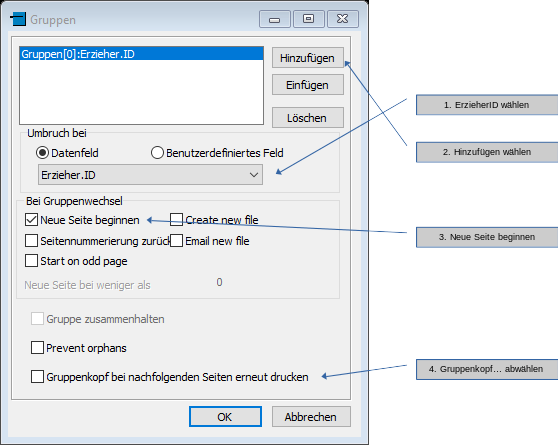 Gruppen
Gruppen[0]:Erzieher.ID
Hinzufügen
Einfügen
Löschen
Umbruch bei
Datenfeld
Benutzerdefiniertes Feld
Erzieher.ID
Bei Gruppenwechsel
Neue Seite beginnen
Create new file
Seitennummerierung zurück
Email new file
Start on odd page
Neue Seite bei weniger als
0
Gruppe zusammenhalten
Prevent orphans
Gruppenkopf bei nachfolgenden Seiten erneut drucken
OK
Abbrechen
1. ErzieherID wählen
2. Hinzufügen wählen
3. Neue Seite beginnen
4. Gruppenkopf... abwählen